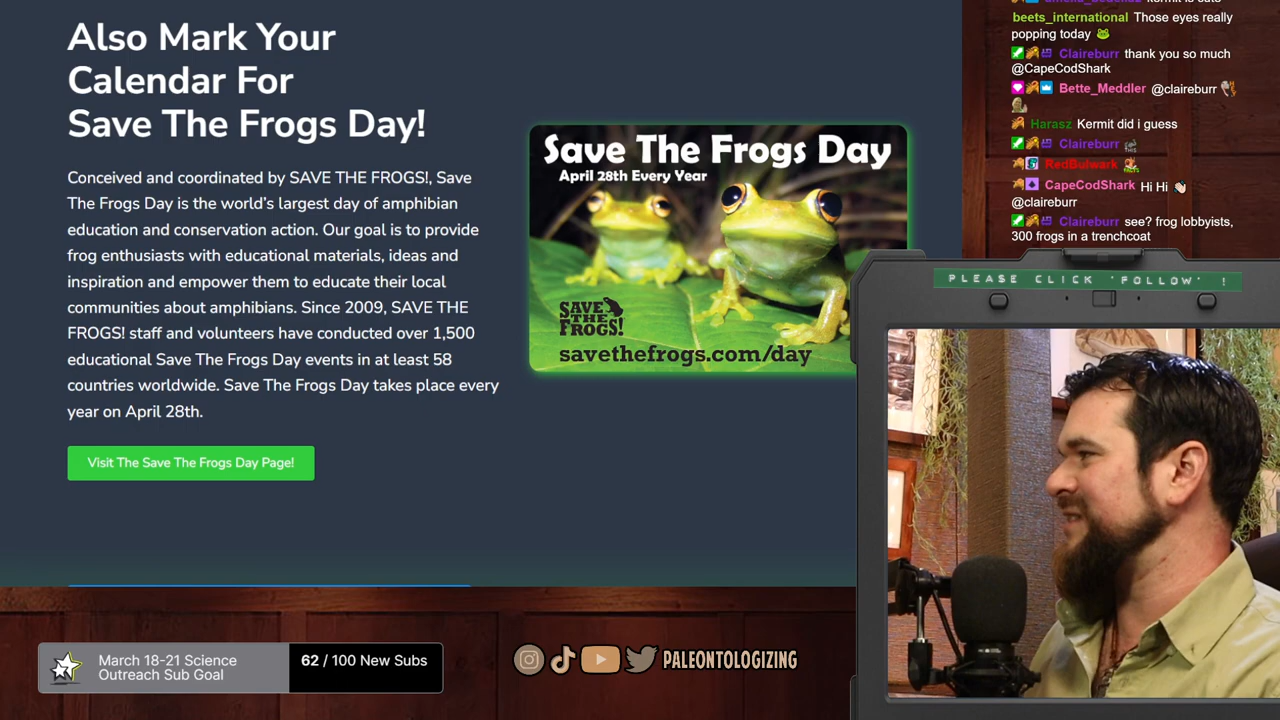 Also Mark Your
Calendar For
Save The Frogs Day!
Conceived and coordinated by SAVE THE FROGS!, Save
The Frogs Day is the world’s largest day of amphibian
education and conservation action. Our goal is to provide
frog enthusiasts with educational materials, ideas and
inspiration and empower them to educate their local
communities about amphibians. Since 2009, SAVE THE
FROGS! staff and volunteers have conducted over 1,500
educational Save The Frogs Day events in at least 58
countries worldwide. Save The Frogs Day takes place every
year on April 28th.
Visit The Save The Frogs Day Page!
Save The Frogs Day
April 28th Every Year
SAVE
THE
FROGS!
savethefrogs.com/day
beets_international Those eyes really
popping today
Claireburr thank you so much
@CapeCodShark
Bette_Meddler @claireburr
Harasz Kermit did i guess
Claireburr
RedBulwark
CapeCodShark Hi Hi
@claireburr
Claireburr see? frog lobbyists,
300 frogs in a trenchcoat
PLEASE CLICK 'FOLLOW' !
March 18-21 Science
Outreach Sub Goal
62 / 100 New Subs
PALEONTOLOGIZING